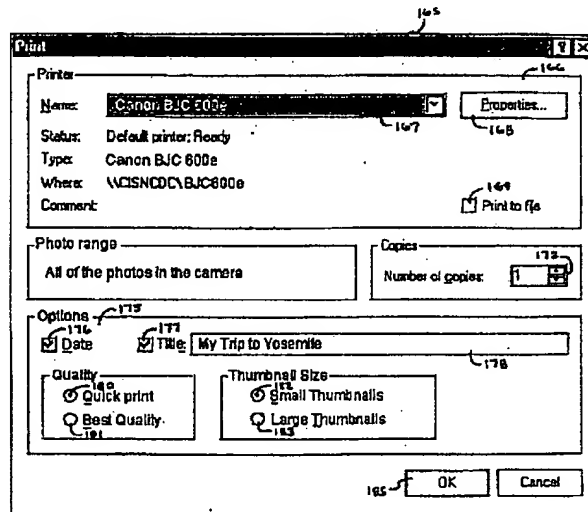 165
Print
Printer
166
Name: Canon BJC 600e Properties...
167 168
Status: Default printer; Ready
Type: Canon BJC 600e
Where: \\CISNCDC\BJC600e
169
Comment: Print to file
Photo range
All of the photos in the camera
Copies
172
Number of copies: 1
Options 175
176 177
Date Title: My Trip to Yosemite
178
Quality
180
Quick print
Best Quality
181
Thumbnail Size
182
Small Thumbnails
Large Thumbnails
183
185 OK Cancel